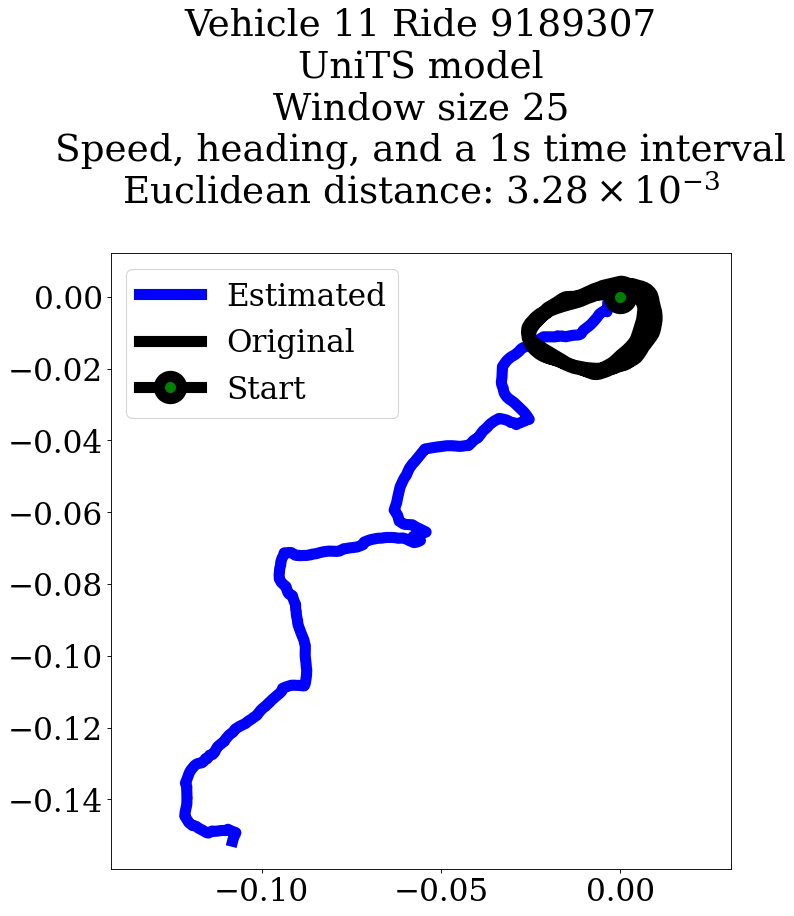 Vehicle 11 Ride 9189307
UniTS model
Window size 25
Speed, heading, and a 1s time interval
Euclidean distance: 3.28 × 10⁻³
Estimated
Original
Start
0.00
−0.02
−0.04
−0.06
−0.08
−0.10
−0.12
−0.14
−0.10 −0.05 0.00